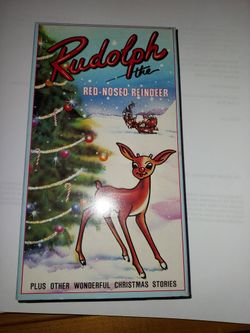 Rudolph
the
RED-NOSED REINDEER
PLUS OTHER WONDERFUL CHRISTMAS STORIES